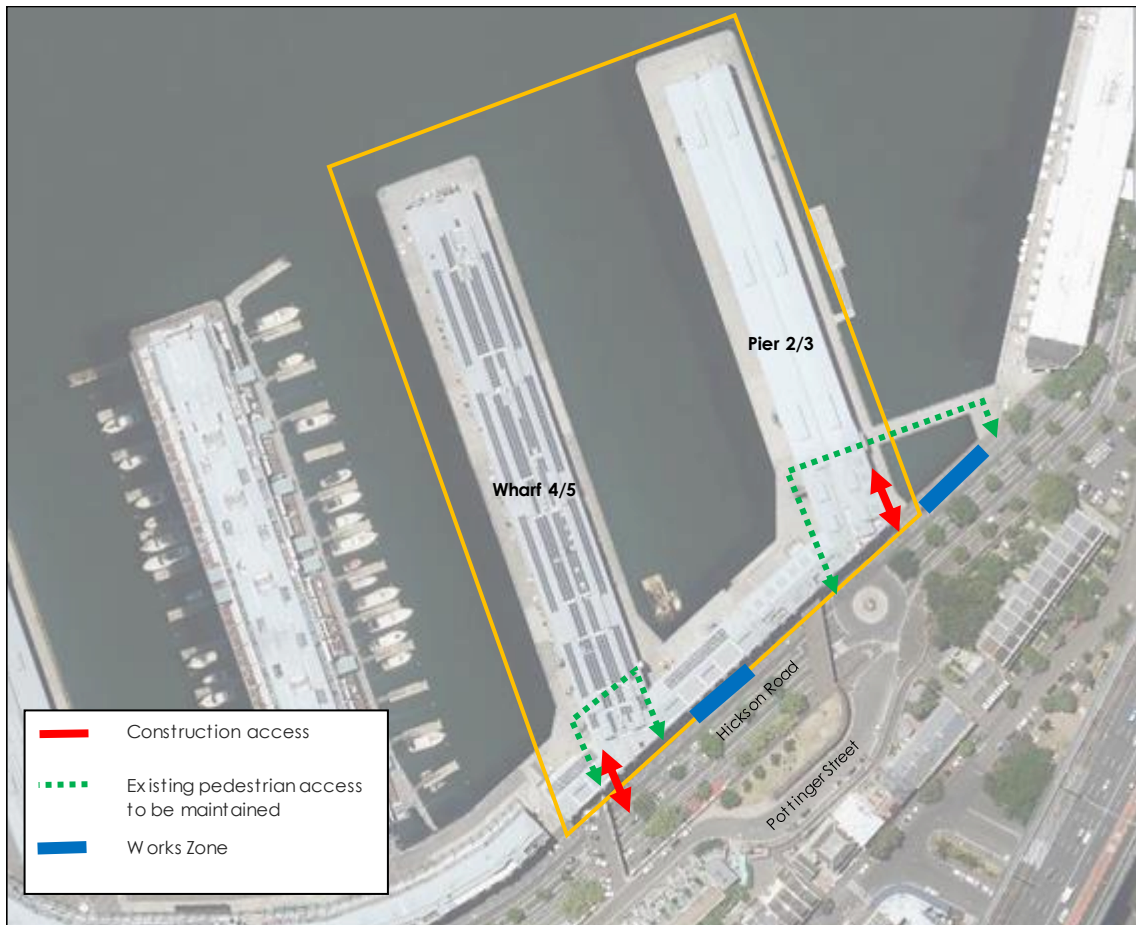 Pier 2/3
Wharf 4/5
Hickson Road
Pottinger Street
Construction access
Existing pedestrian access
to be maintained
Works Zone